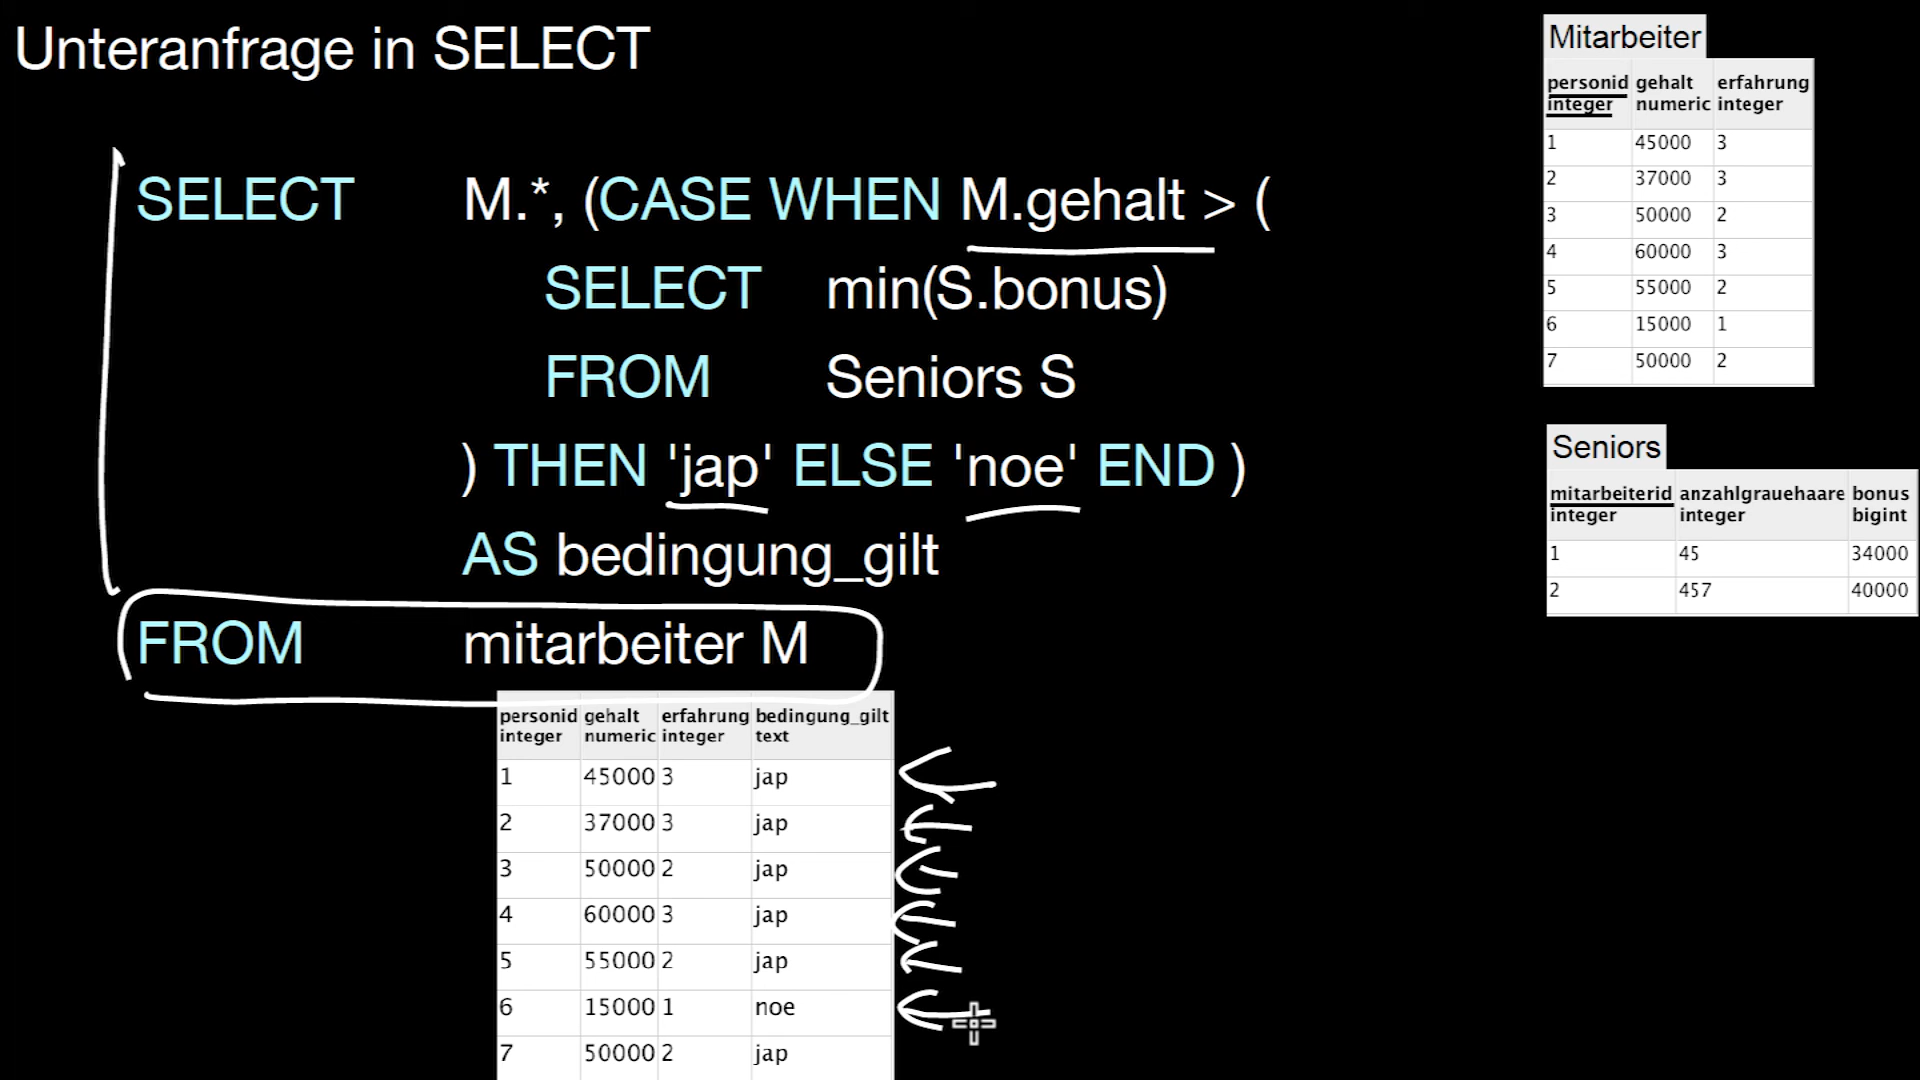 Unteranfrage in SELECT
SELECT M.*, (CASE WHEN M.gehalt > (
SELECT min(S.bonus)
FROM Seniors S
) THEN 'jap' ELSE 'noe' END )
AS bedingung_gilt
FROM mitarbeiter M
personid gehalt erfahrung bedingung_gilt
integer numeric integer text
1 45000 3 jap
2 37000 3 jap
3 50000 2 jap
4 60000 3 jap
5 55000 2 jap
6 15000 1 noe
7 50000 2 jap
Mitarbeiter
personid gehalt erfahrung
integer numeric integer
1 45000 3
2 37000 3
3 50000 2
4 60000 3
5 55000 2
6 15000 1
7 50000 2
Seniors
mitarbeiterid anzahlgrauehaare bonus
integer integer bigint
1 45 34000
2 457 40000